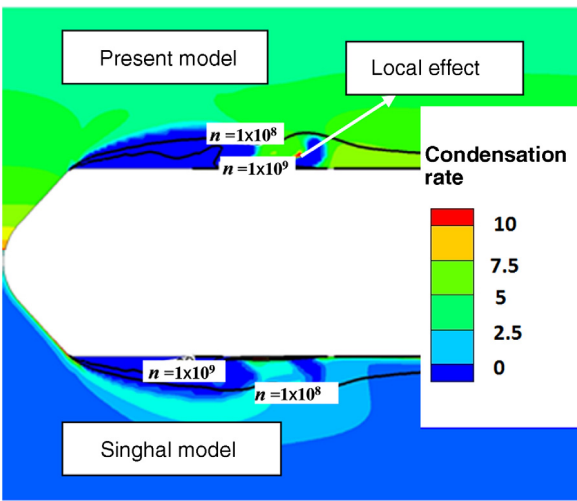 Present model
Local effect
n =1x10⁸
n =1x10⁹
Condensation
rate
10
7.5
5
2.5
0
n =1x10⁹
n =1x10⁸
Singhal model